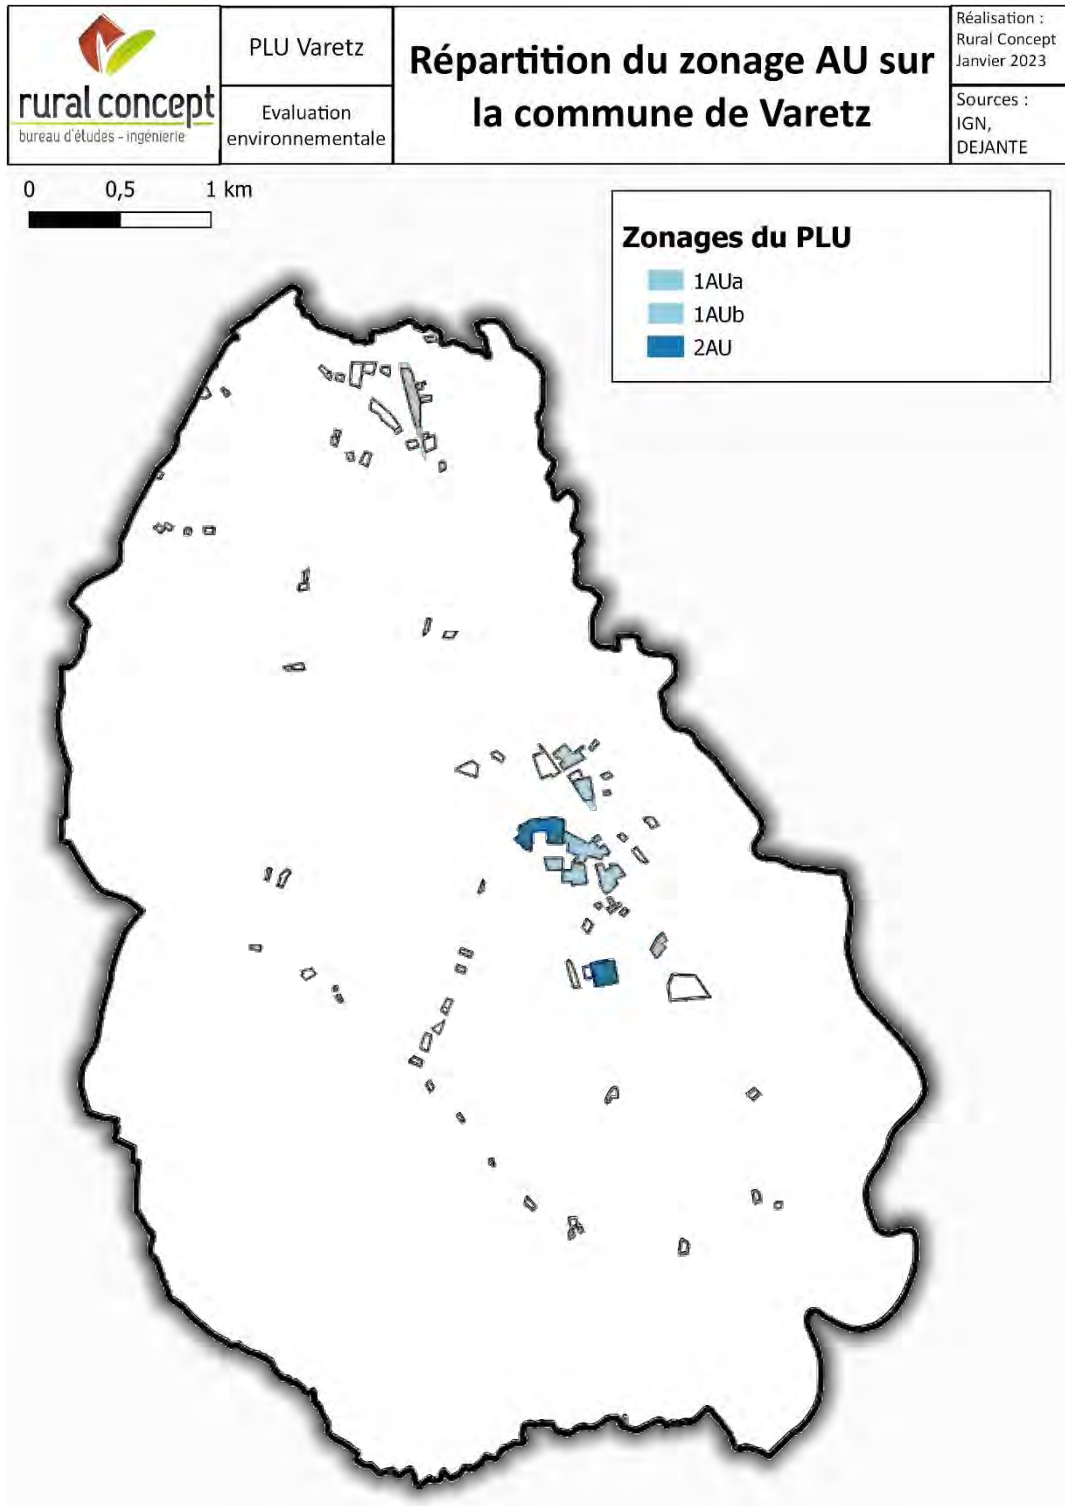 rural concept
bureau d'études - ingénierie
PLU Varetz
Evaluation
environnementale
Répartition du zonage AU sur
la commune de Varetz
Réalisation :
Rural Concept
Janvier 2023
Sources :
IGN,
DEJANTE
0 0,5 1 km
Zonages du PLU
1AUa
1AUb
2AU